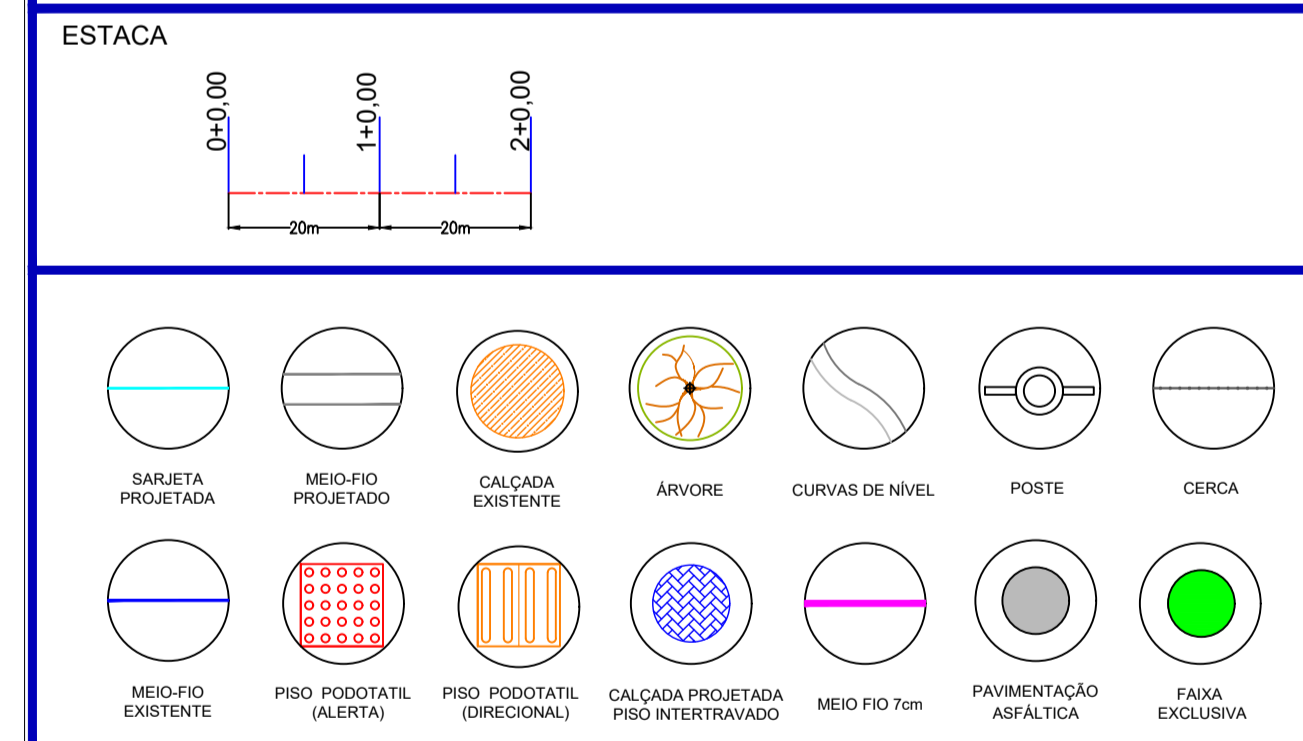 ESTACA
0+0,00
1+0,00
2+0,00
20m
20m
SARJETA
PROJETADA
MEIO-FIO
PROJETADO
CALÇADA
EXISTENTE
ÁRVORE
CURVAS DE NÍVEL
POSTE
CERCA
MEIO-FIO
EXISTENTE
PISO PODOTATIL
(ALERTA)
PISO PODOTATIL
(DIRECIONAL)
CALÇADA PROJETADA
PISO INTERTRAVADO
MEIO FIO 7cm
PAVIMENTAÇÃO
ASFÁLTICA
FAIXA
EXCLUSIVA